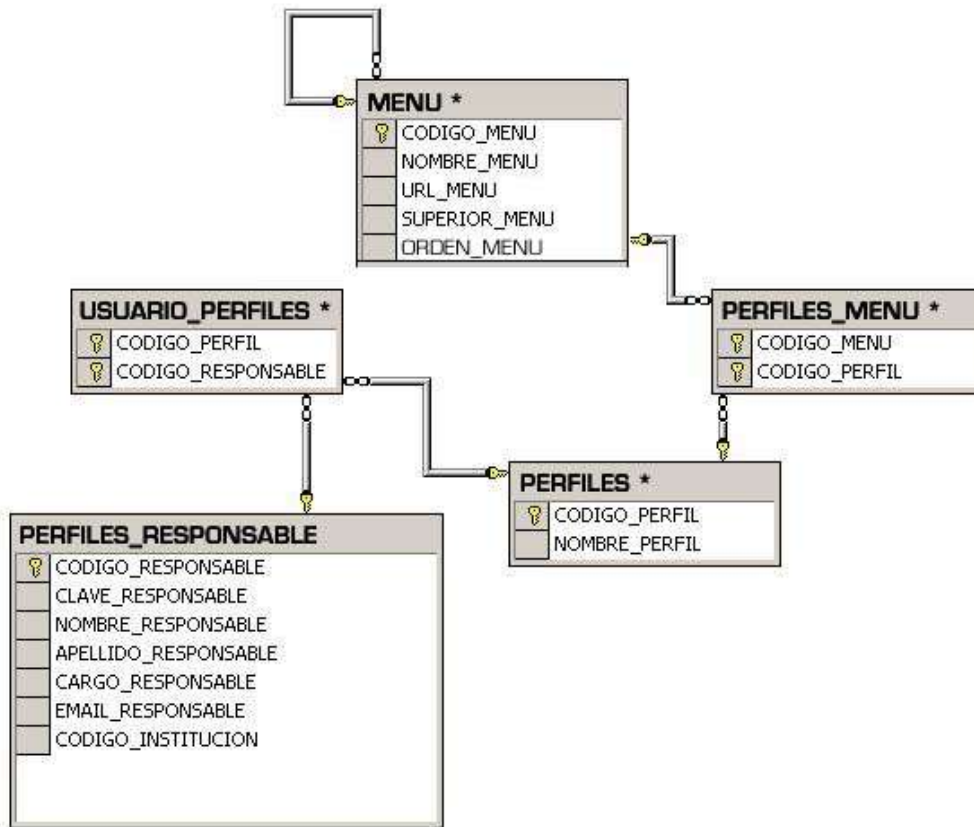 MENU *
CODIGO_MENU
NOMBRE_MENU
URL_MENU
SUPERIOR_MENU
ORDEN_MENU
USUARIO_PERFILES *
CODIGO_PERFIL
CODIGO_RESPONSABLE
PERFILES_MENU *
CODIGO_MENU
CODIGO_PERFIL
PERFILES *
CODIGO_PERFIL
NOMBRE_PERFIL
PERFILES_RESPONSABLE
CODIGO_RESPONSABLE
CLAVE_RESPONSABLE
NOMBRE_RESPONSABLE
APELLIDO_RESPONSABLE
CARGO_RESPONSABLE
EMAIL_RESPONSABLE
CODIGO_INSTITUCION